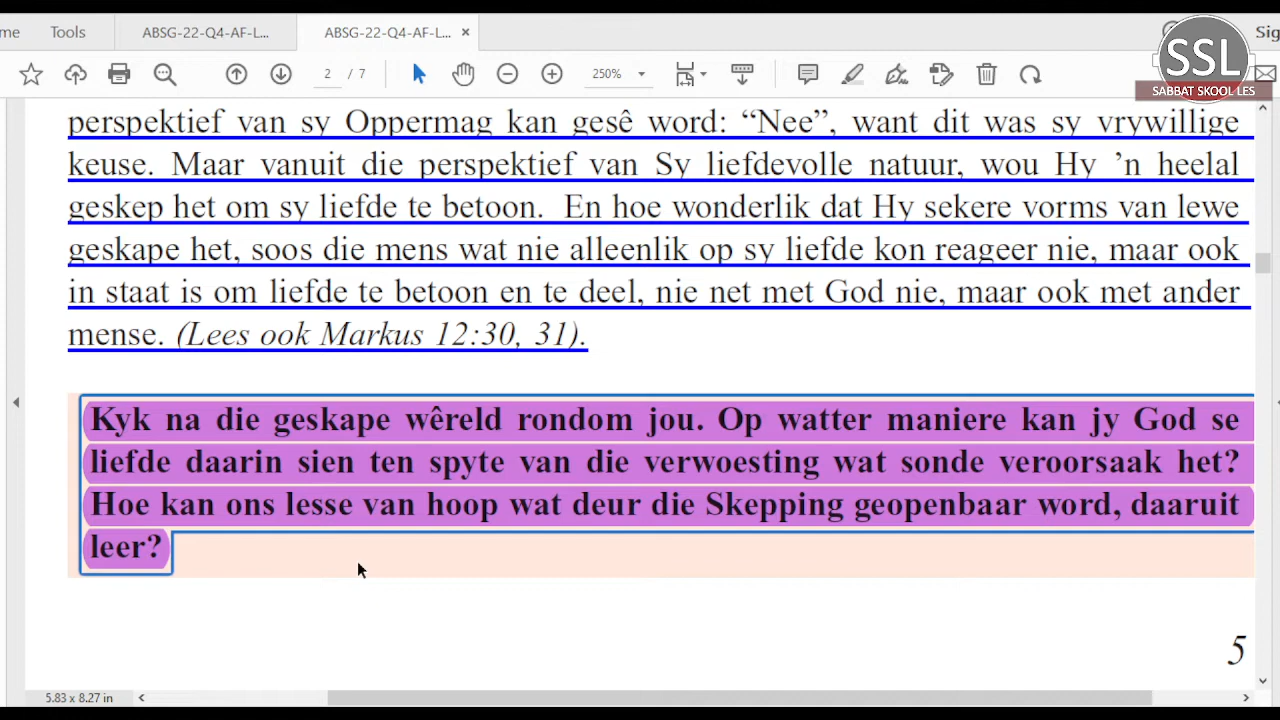 me Tools ABSG-22-Q4-AF-L... ABSG-22-Q4-AF-L... × Sig
2 / 7 250%
SSL
SABBAT SKOOL LES
perspektief van sy Oppermag kan gesê word: “Nee”, want dit was sy vrywillige
keuse. Maar vanuit die perspektief van Sy liefdevolle natuur, wou Hy ’n heelal
geskep het om sy liefde te betoon. En hoe wonderlik dat Hy sekere vorms van lewe
geskape het, soos die mens wat nie alleenlik op sy liefde kon reageer nie, maar ook
in staat is om liefde te betoon en te deel, nie net met God nie, maar ook met ander
mense. (Lees ook Markus 12:30, 31).
Kyk na die geskape wêreld rondom jou. Op watter maniere kan jy God se
liefde daarin sien ten spyte van die verwoesting wat sonde veroorsaak het?
Hoe kan ons lesse van hoop wat deur die Skepping geopenbaar word, daaruit
leer?
5
5.83 x 8.27 in